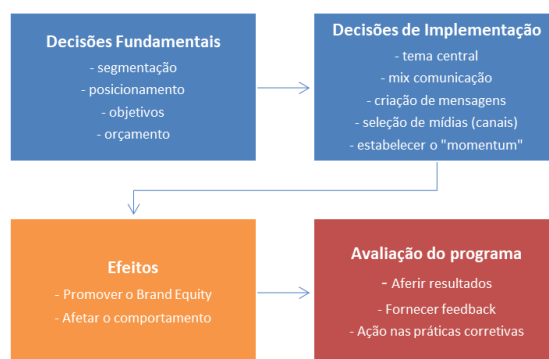 Decisões Fundamentais
- segmentação
- posicionamento
- objetivos
- orçamento
Decisões de Implementação
- tema central
- mix comunicação
- criação de mensagens
- seleção de mídias (canais)
- estabelecer o "momentum"
Efeitos
- Promover o Brand Equity
- Afetar o comportamento
Avaliação do programa
- Aferir resultados
- Fornecer feedback
- Ação nas práticas corretivas